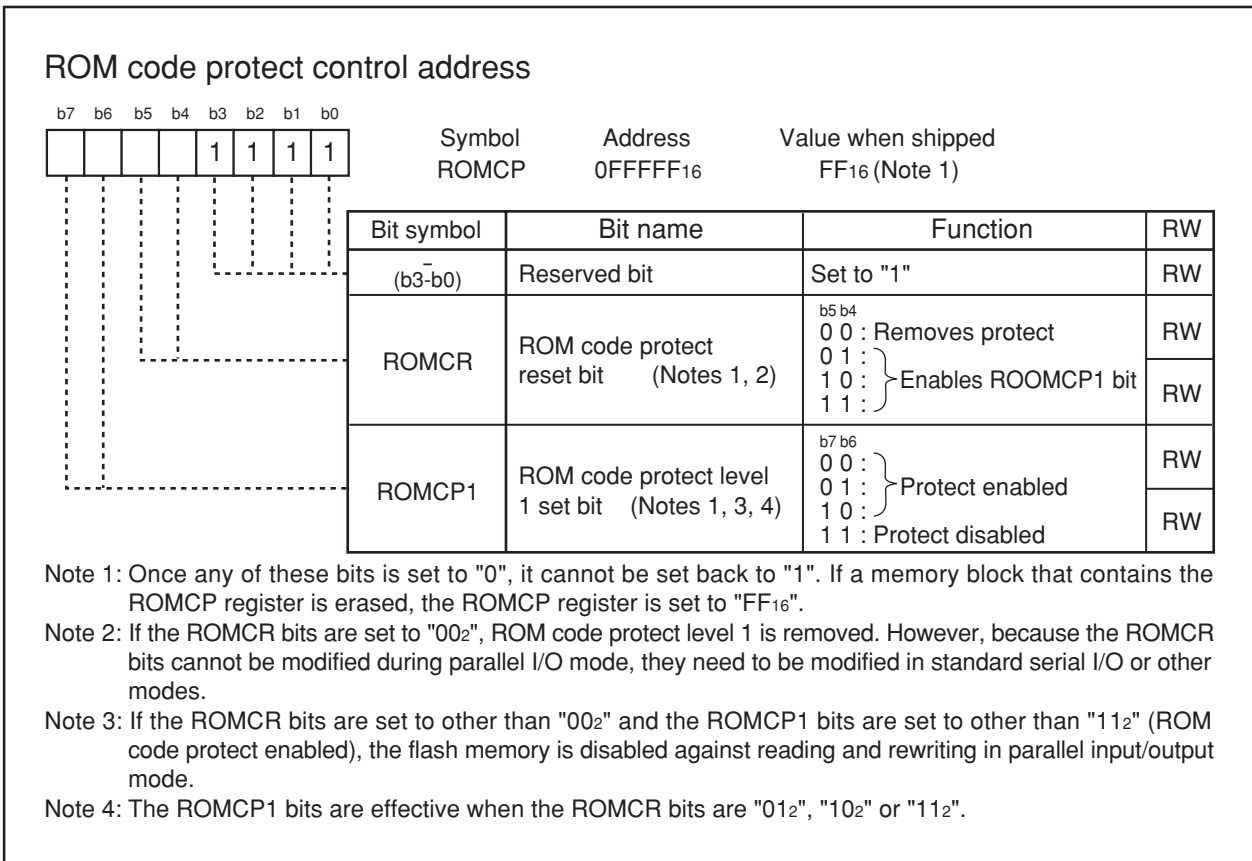 ROM code protect control address
b7 b6 b5 b4 b3 b2 b1 b0
1 1 1 1
Symbol Address Value when shipped
ROMCP 0FFFFF16 FF16 (Note 1)
Bit symbol Bit name Function RW
– (b3-b0) Reserved bit Set to "1" RW
ROMCR ROM code protect reset bit (Notes 1, 2)
b5 b4
0 0 : Removes protect RW
0 1 :
1 0 : Enables ROOMCP1 bit RW
1 1 :
ROMCP1 ROM code protect level 1 set bit (Notes 1, 3, 4)
b7 b6
0 0 : RW
0 1 : Protect enabled
1 0 : RW
1 1 : Protect disabled
Note 1: Once any of these bits is set to "0", it cannot be set back to "1". If a memory block that contains the
ROMCP register is erased, the ROMCP register is set to "FF16".
Note 2: If the ROMCR bits are set to "002", ROM code protect level 1 is removed. However, because the ROMCR
bits cannot be modified during parallel I/O mode, they need to be modified in standard serial I/O or other
modes.
Note 3: If the ROMCR bits are set to other than "002" and the ROMCP1 bits are set to other than "112" (ROM
code protect enabled), the flash memory is disabled against reading and rewriting in parallel input/output
mode.
Note 4: The ROMCP1 bits are effective when the ROMCR bits are "012", "102" or "112".